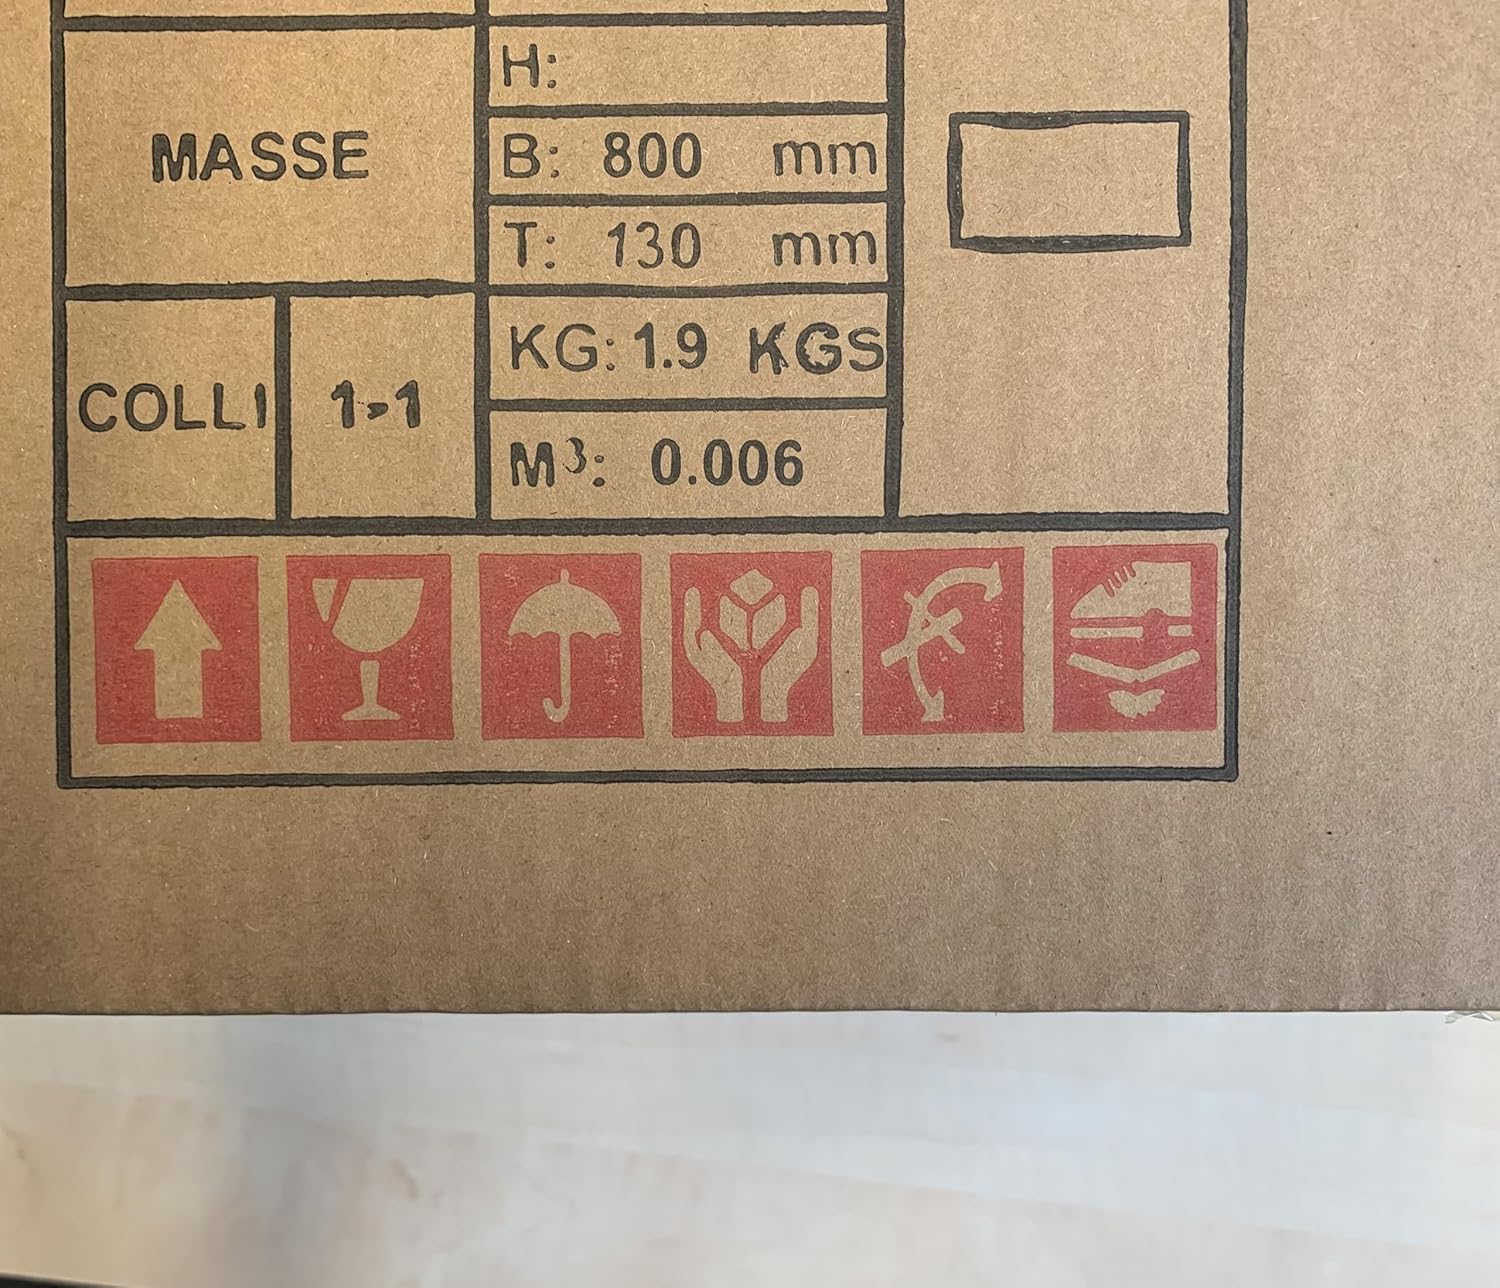 MASSE
H:
B: 800 mm
T: 130 mm
COLLI
1-1
KG: 1.9 KGS
M³: 0.006